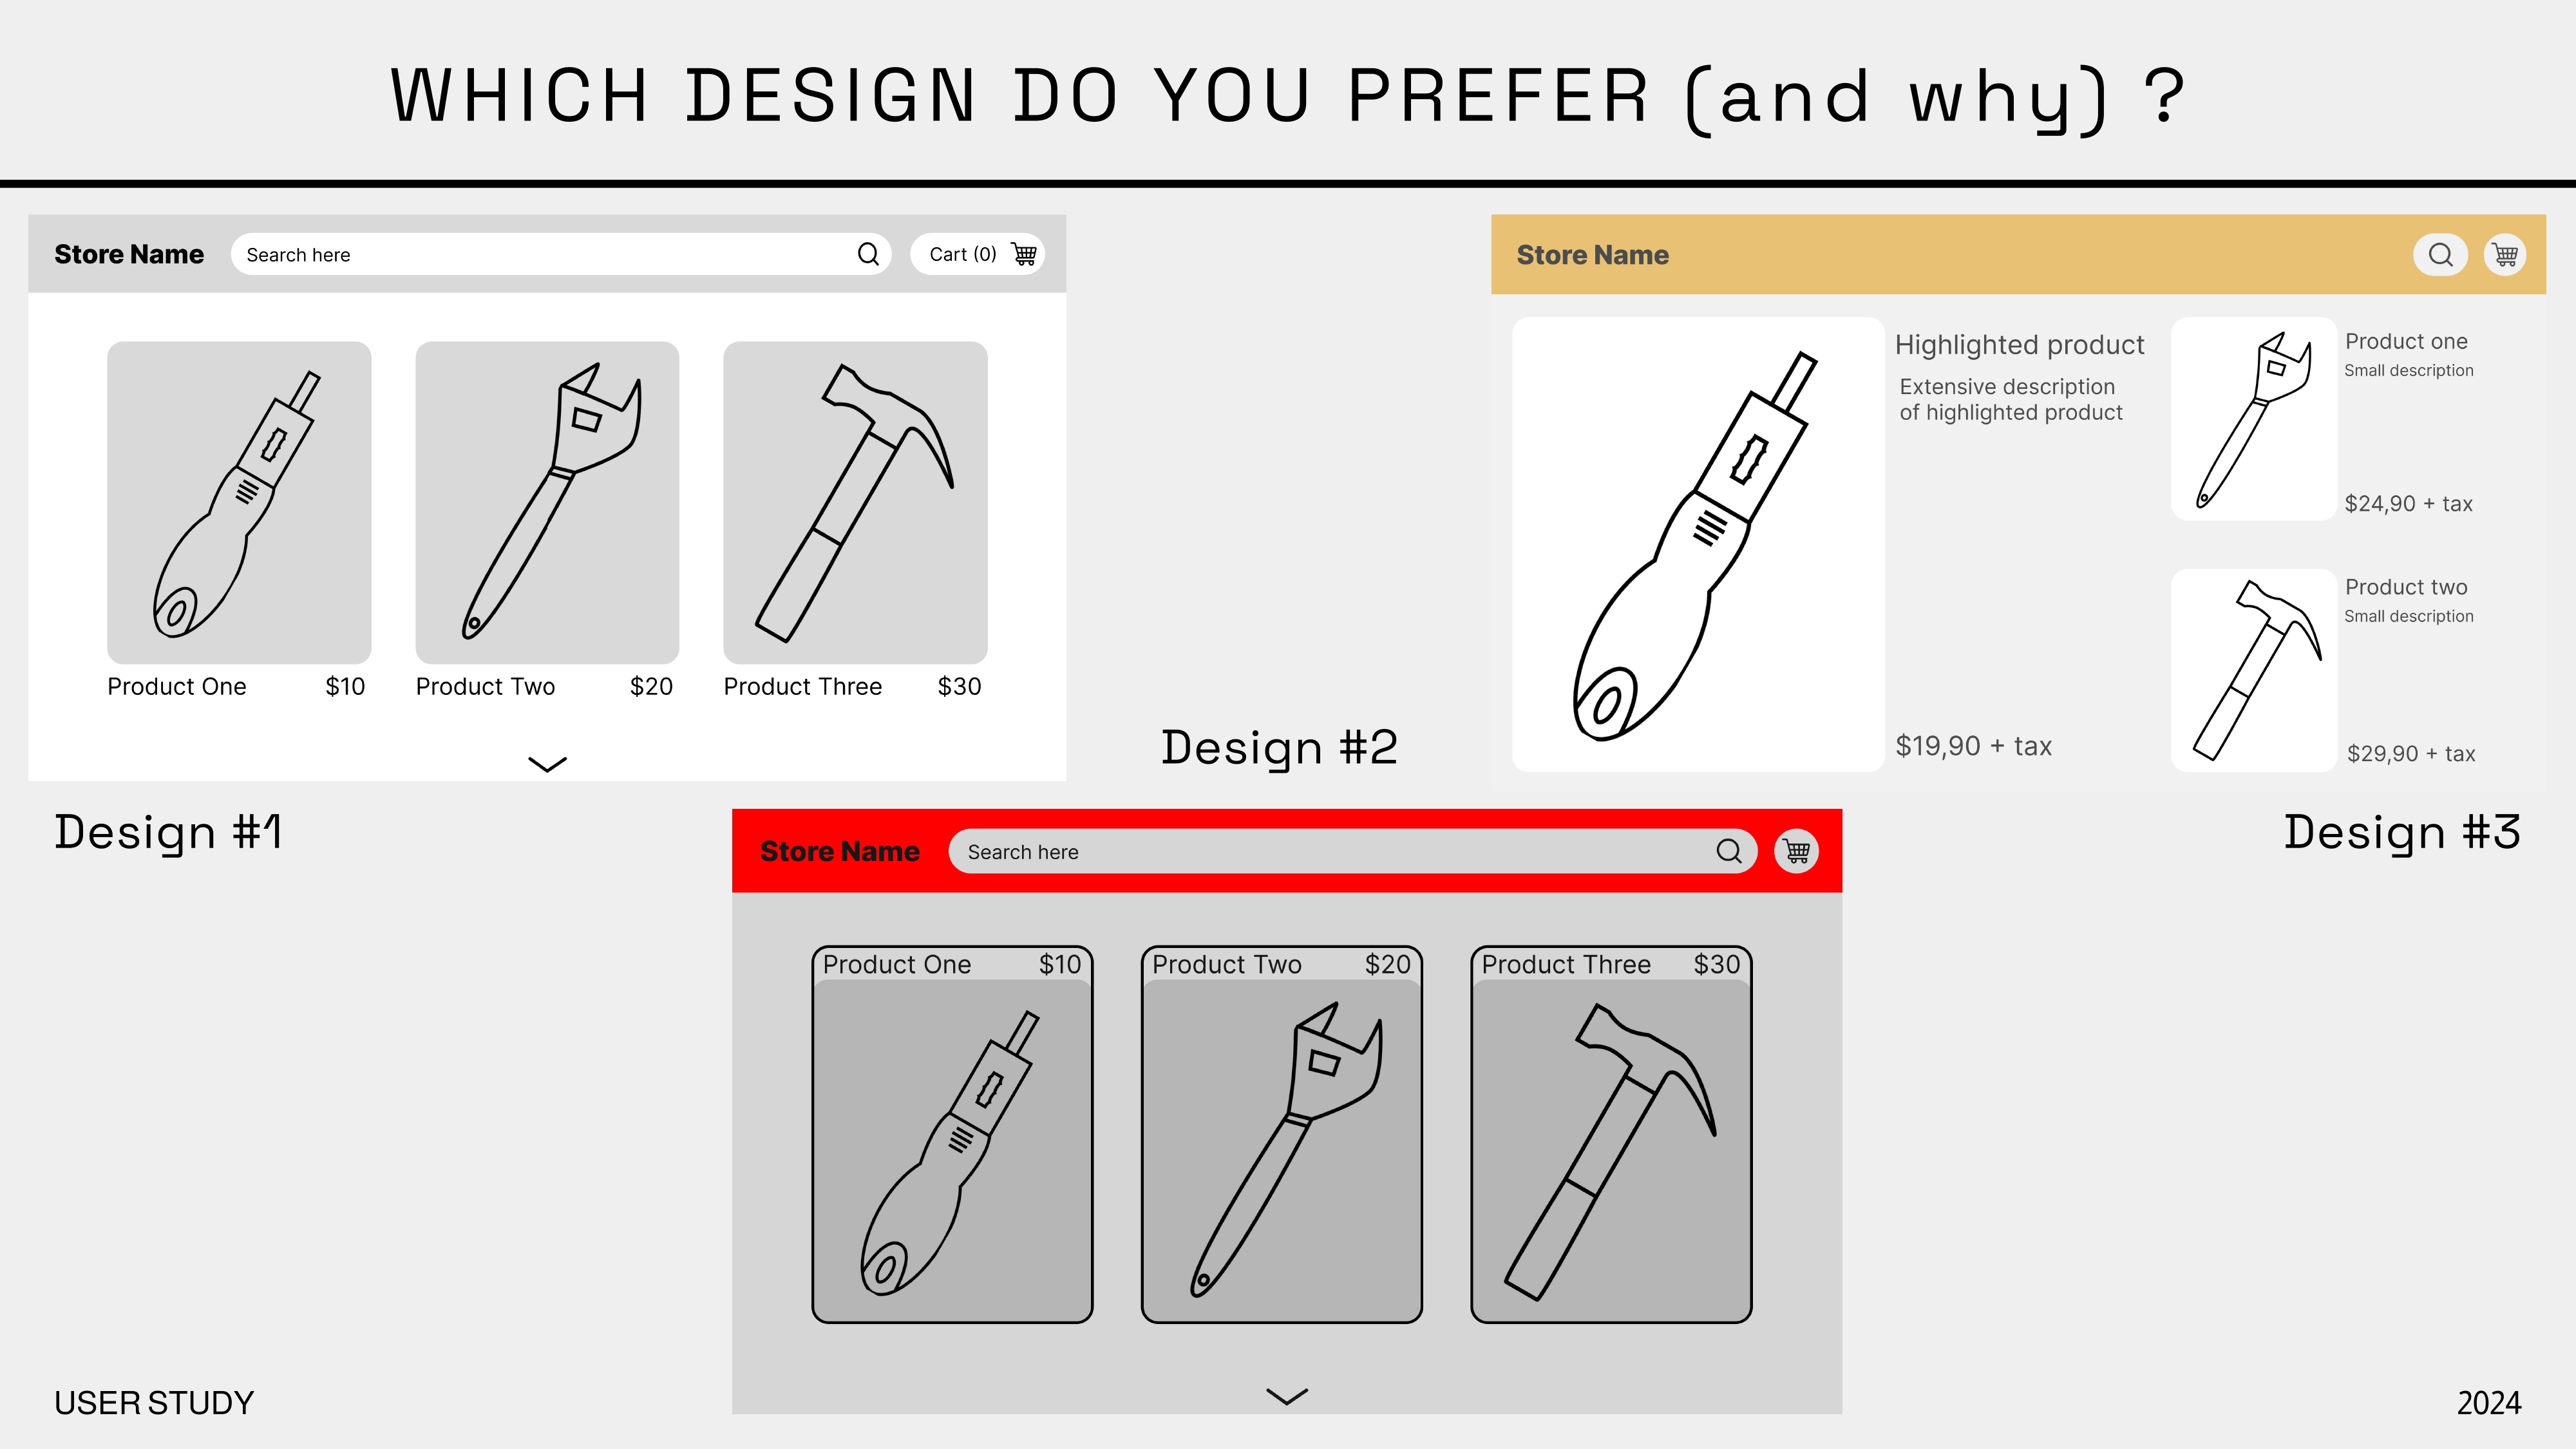 WHICH DESIGN DO YOU PREFER (and why) ?
Store Name
Search here
Cart (0)
Product One $10
Product Two $20
Product Three $30
Design #1
Design #2
Store Name
Search here
Product One $10
Product Two $20
Product Three $30
Store Name
Highlighted product
Extensive description
of highlighted product
$19,90 + tax
Product one
Small description
$24,90 + tax
Product two
Small description
$29,90 + tax
Design #3
USER STUDY
2024